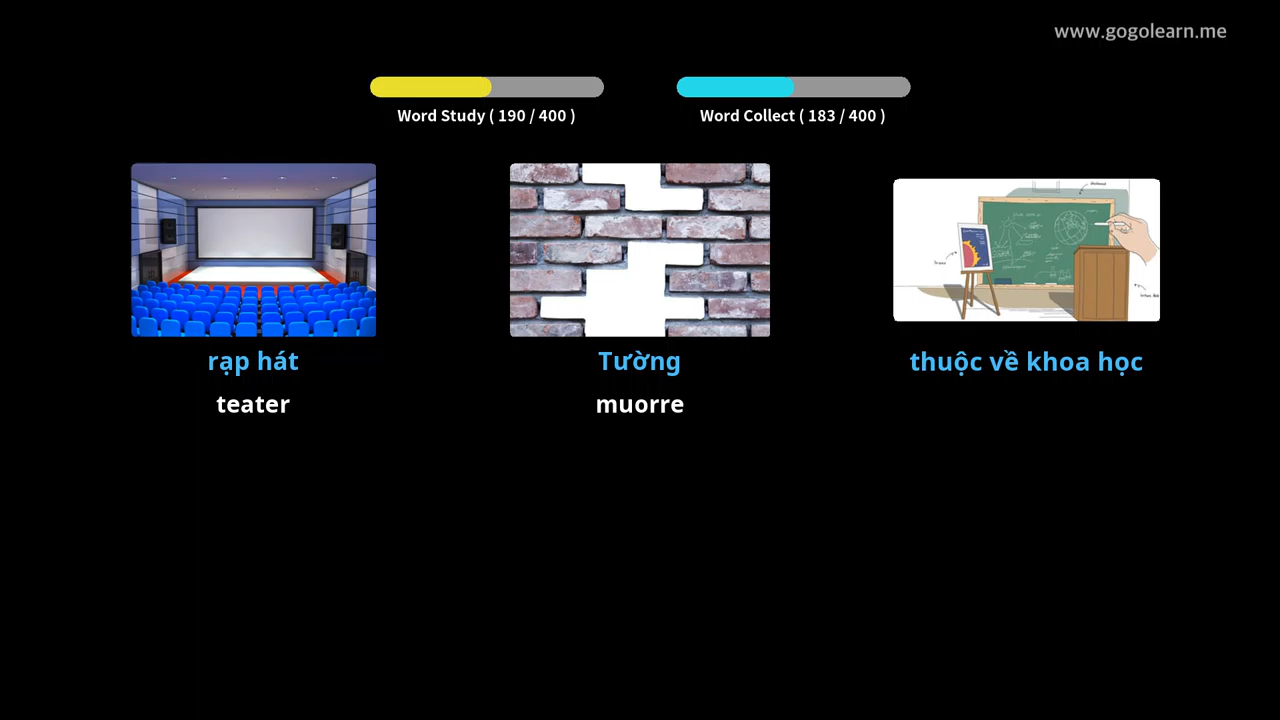 www.gogolearn.me
Word Study ( 190 / 400 )
Word Collect ( 183 / 400 )
rạp hát
Tường
thuộc về khoa học
teater
muorre